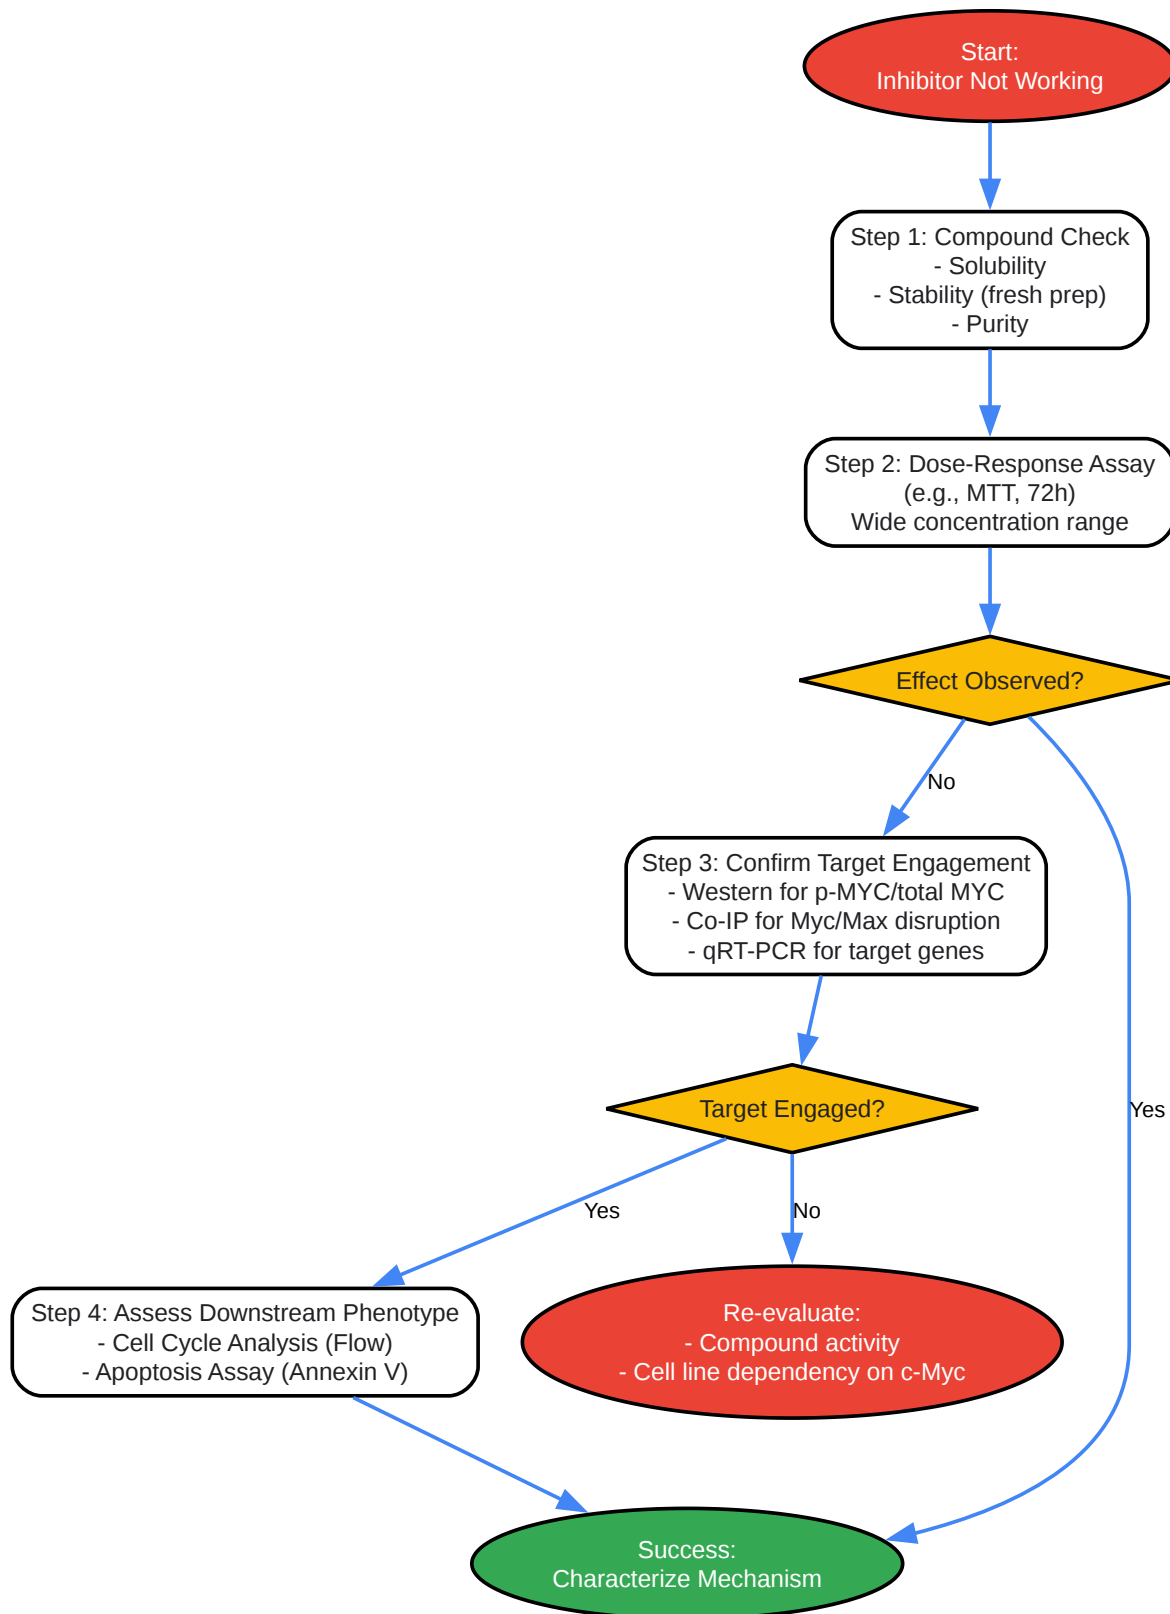 Start:
Inhibitor Not Working
Step 1: Compound Check
- Solubility
- Stability (fresh prep)
- Purity
Step 2: Dose-Response Assay
(e.g., MTT, 72h)
Wide concentration range
Effect Observed?
No
Step 3: Confirm Target Engagement
- Western for p-MYC/total MYC
- Co-IP for Myc/Max disruption
- qRT-PCR for target genes
Target Engaged?
Yes
Yes
No
Step 4: Assess Downstream Phenotype
- Cell Cycle Analysis (Flow)
- Apoptosis Assay (Annexin V)
Re-evaluate:
- Compound activity
- Cell line dependency on c-Myc
Success:
Characterize Mechanism